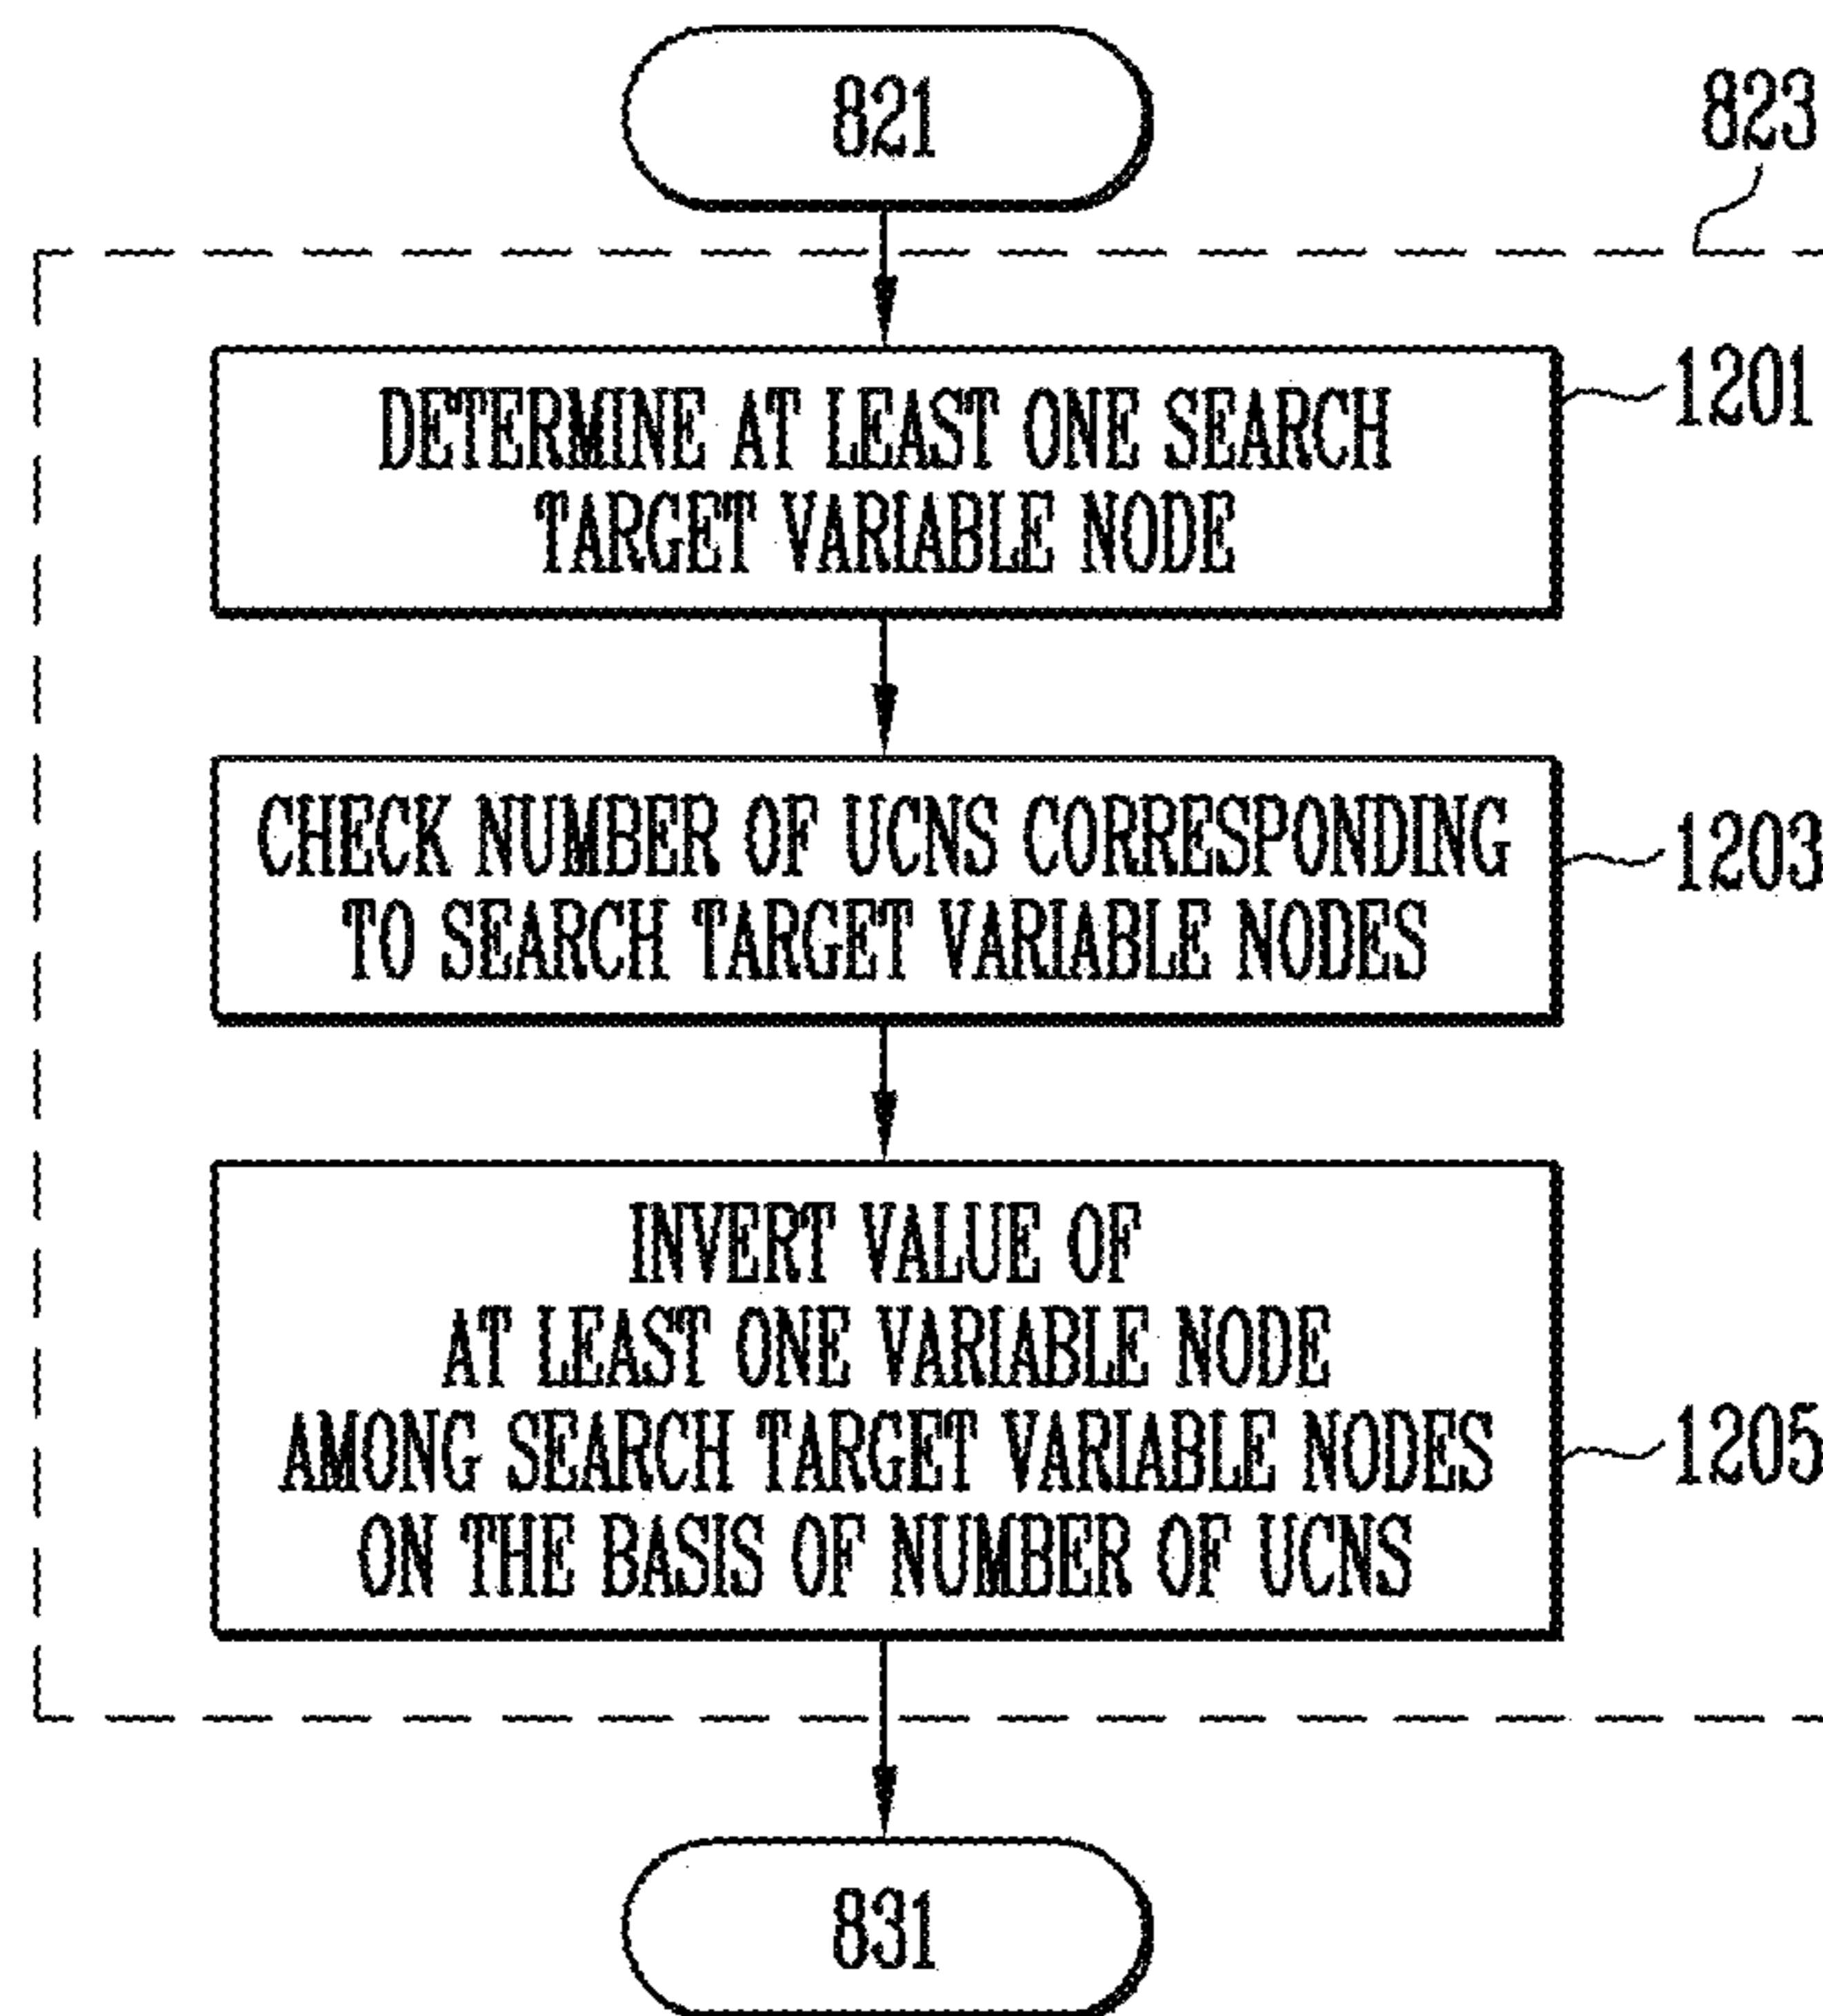 821
823
DETERMINE AT LEAST ONE SEARCH
TARGET VARIABLE NODE
1201
CHECK NUMBER OF UCNS CORRESPONDING
TO SEARCH TARGET VARIABLE NODES
1203
INVERT VALUE OF
AT LEAST ONE VARIABLE NODE
AMONG SEARCH TARGET VARIABLE NODES
ON THE BASIS OF NUMBER OF UCNS
1205
831